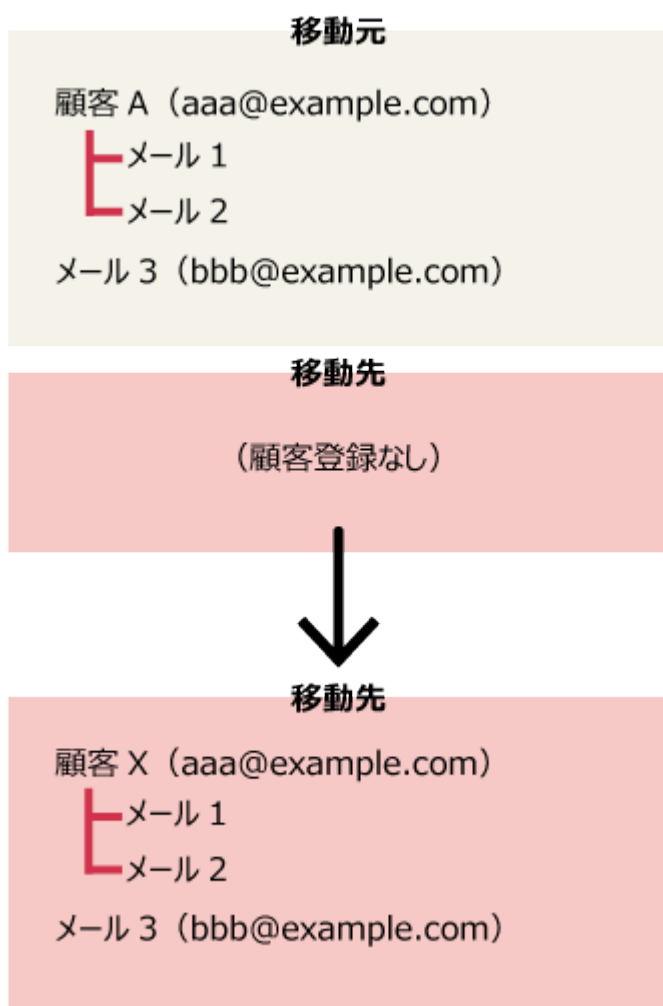 移動元
顧客 A（aaa@example.com）
メール 1
メール 2
メール 3（bbb@example.com）
移動先
（顧客登録なし）
移動先
顧客 X（aaa@example.com）
メール 1
メール 2
メール 3（bbb@example.com）